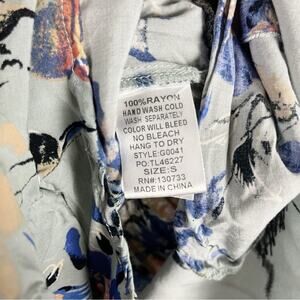 100%RAYON
HAND WASH COLD
WASH SEPARATELY
COLOR WILL BLEED
NO BLEACH
HANG TO DRY
STYLE:G0041
PO:TL46227
SIZE:S
RN#:130733
MADE IN CHINA